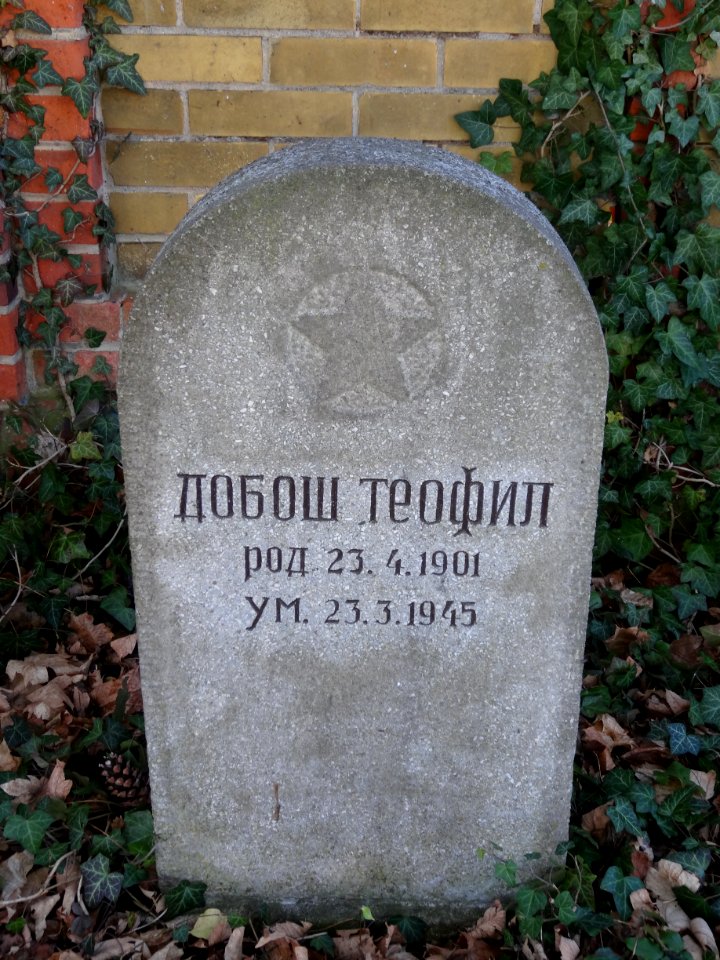 ДОБОШ ТЕОФИЛ
РОД 23.4.1901
УМ. 23.3.1945